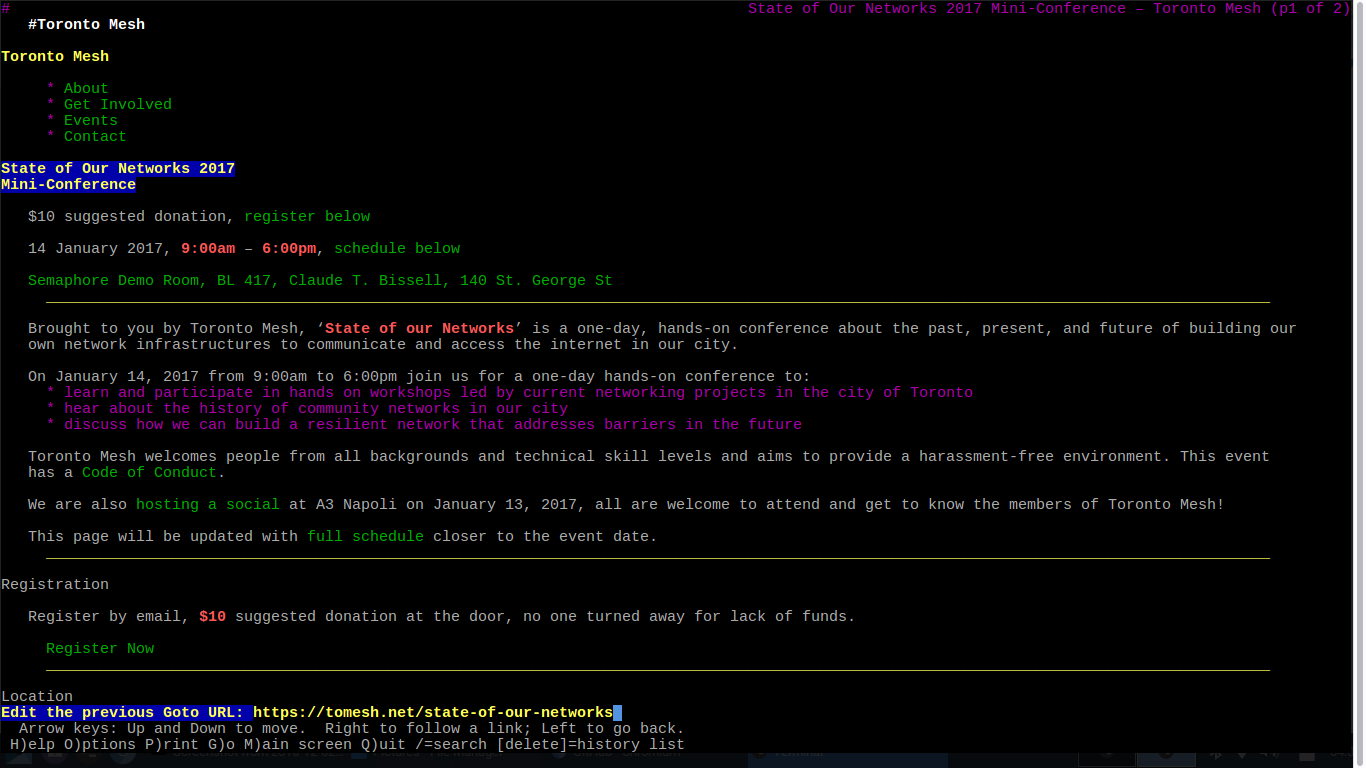 #
State of Our Networks 2017 Mini-Conference – Toronto Mesh (p1 of 2)
#Toronto Mesh
Toronto Mesh
* About
* Get Involved
* Events
* Contact
State of Our Networks 2017
Mini-Conference
$10 suggested donation, register below
14 January 2017, 9:00am – 6:00pm, schedule below
Semaphore Demo Room, BL 417, Claude T. Bissell, 140 St. George St
Brought to you by Toronto Mesh, ‘State of our Networks’ is a one-day, hands-on conference about the past, present, and future of building our
own network infrastructures to communicate and access the internet in our city.
On January 14, 2017 from 9:00am to 6:00pm join us for a one-day hands-on conference to:
* learn and participate in hands on workshops led by current networking projects in the city of Toronto
* hear about the history of community networks in our city
* discuss how we can build a resilient network that addresses barriers in the future
Toronto Mesh welcomes people from all backgrounds and technical skill levels and aims to provide a harassment-free environment. This event
has a Code of Conduct.
We are also hosting a social at A3 Napoli on January 13, 2017, all are welcome to attend and get to know the members of Toronto Mesh!
This page will be updated with full schedule closer to the event date.
Registration
Register by email, $10 suggested donation at the door, no one turned away for lack of funds.
Register Now
Location
Edit the previous Goto URL: https://tomesh.net/state-of-our-networks
Arrow keys: Up and Down to move.  Right to follow a link; Left to go back.
H)elp O)ptions P)rint G)o M)ain screen Q)uit /=search [delete]=history list